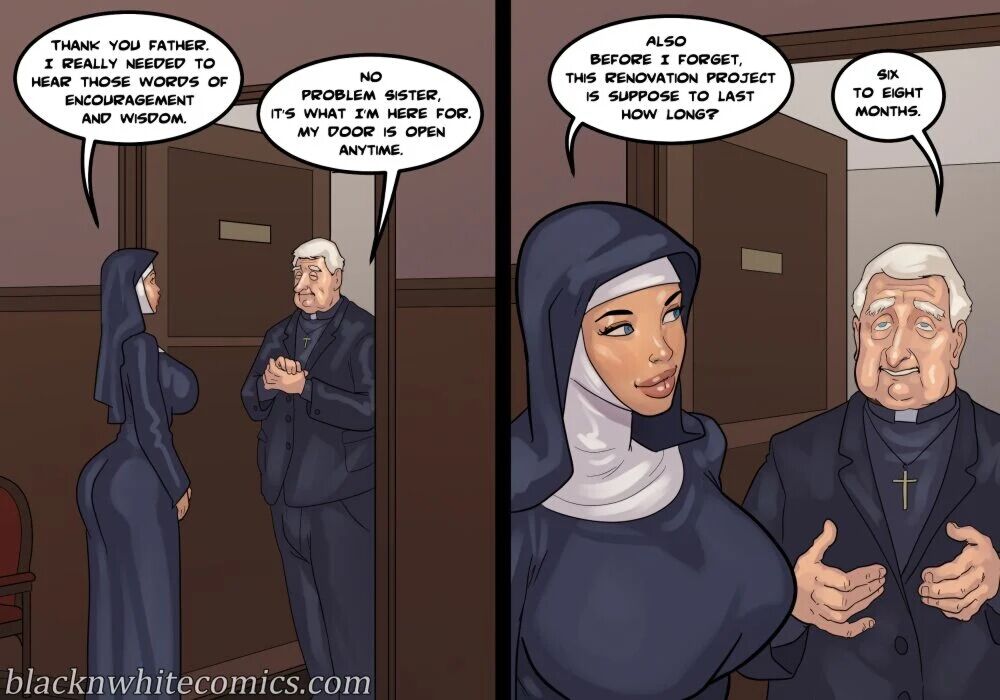 THANK YOU FATHER.
I REALLY NEEDED TO
HEAR THOSE WORDS OF
ENCOURAGEMENT
AND WISDOM.
NO
PROBLEM SISTER,
IT'S WHAT I'M HERE FOR.
MY DOOR IS OPEN
ANYTIME.
ALSO
BEFORE I FORGET,
THIS RENOVATION PROJECT
IS SUPPOSE TO LAST
HOW LONG?
SIX
TO EIGHT
MONTHS.
blacknwhitecomics.com